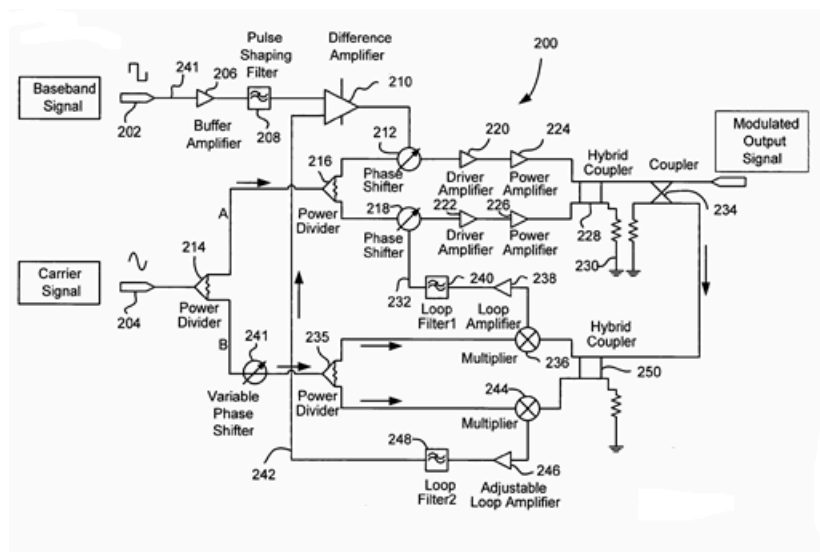 200
Baseband
Signal
202
241
206
Buffer
Amplifier
Pulse
Shaping
Filter
208
Difference
Amplifier
210
212
Phase
Shifter
220
Driver
Amplifier
224
Power
Amplifier
Hybrid
Coupler
228
230
Coupler
234
Modulated
Output
Signal
216
Power
Divider
218
Phase
Shifter
222
Driver
Amplifier
226
Power
Amplifier
A
Carrier
Signal
204
214
Power
Divider
B
241
Variable
Phase
Shifter
232
240
Loop
Filter1
238
Loop
Amplifier
235
Power
Divider
Multiplier
236
Hybrid
Coupler
250
244
Multiplier
242
248
Loop
Filter2
246
Adjustable
Loop Amplifier